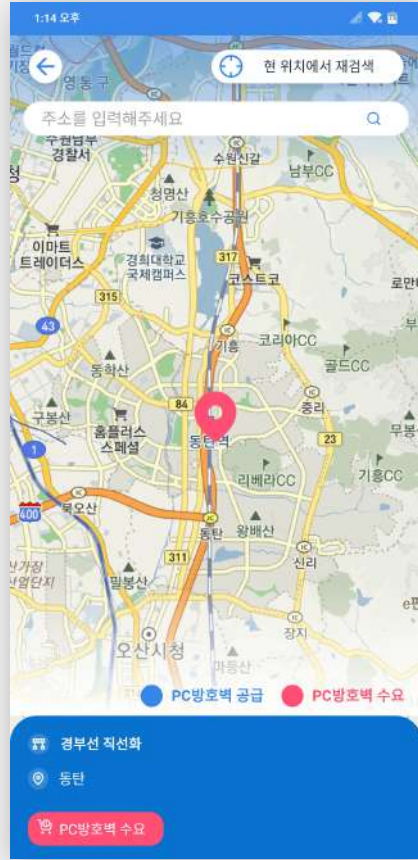 1:14 오후
현 위치에서 재검색
영통구
주소를 입력해주세요
수원남부
경찰서
수원신갈
남부CC
청명산
기흥호수공원
이마트
트레이더스
경희대학교
국제캠퍼스
317
코스트코
315
로만
43
기흥
코리아CC
골드CC
동학산
84
중리
구봉산
홈플러스
스페셜
동탄역
23
무봉
1
리베라CC
기흥CC
400
북오산
동탄
왕배산
311
신리
필봉산
오산시청
장지
마등산
PC방호벽 공급
PC방호벽 수요
경부선 직선화
동탄
PC방호벽 수요